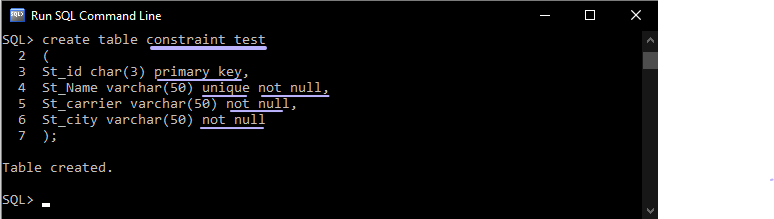 Run SQL Command Line
SQL> create table constraint_test
2 (
3 St_id char(3) primary key,
4 St_Name varchar(50) unique not null,
5 St_carrier varchar(50) not null,
6 St_city varchar(50) not null
7 );
Table created.
SQL>